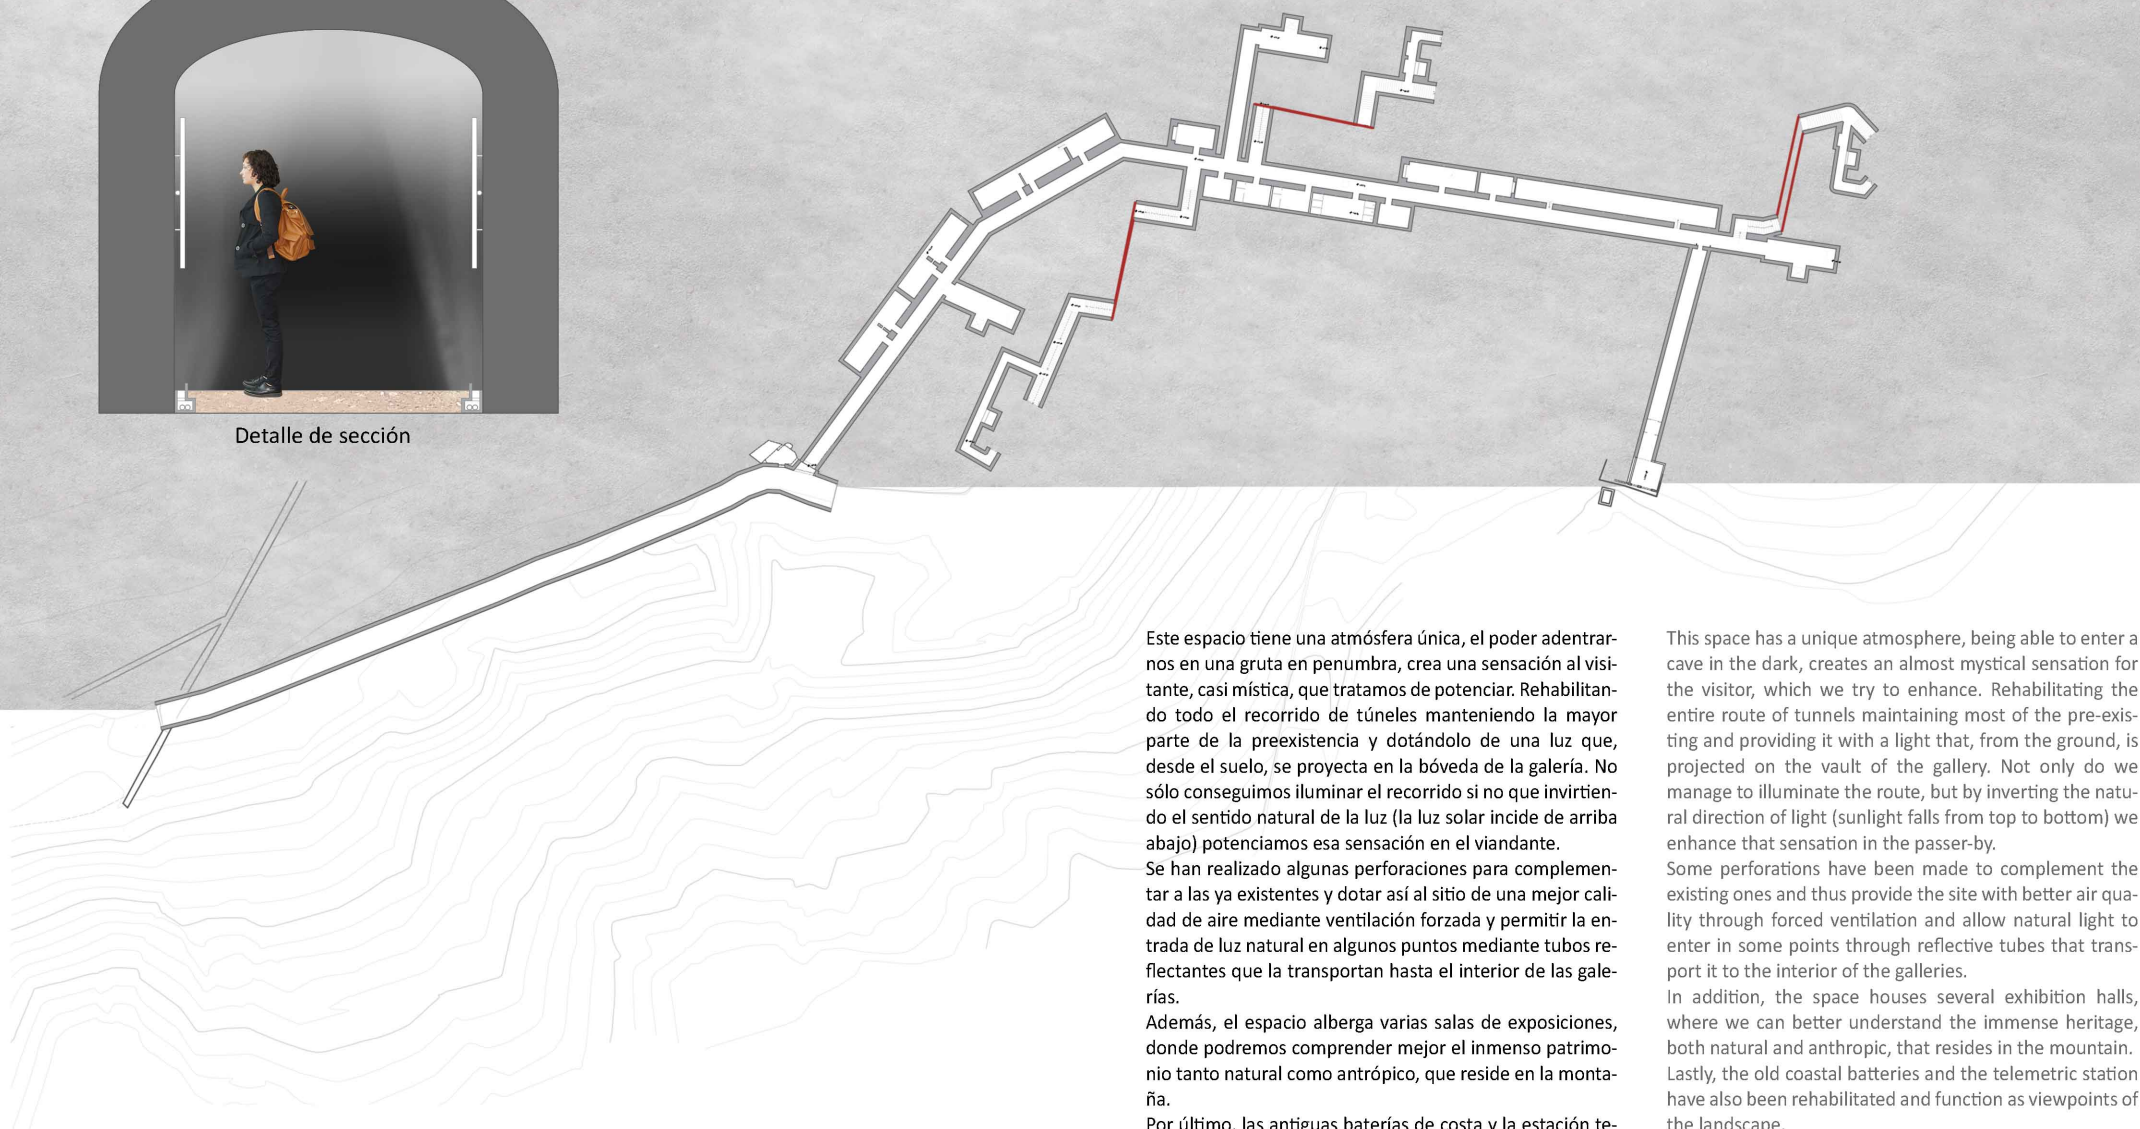 Detalle de sección
Este espacio tiene una atmósfera única, el poder adentrar-
nos en una gruta en penumbra, crea una sensación al visi-
tante, casi mística, que tratamos de potenciar. Rehabilitan-
do todo el recorrido de túneles manteniendo la mayor
parte de la preexistencia y dotándolo de una luz que,
desde el suelo, se proyecta en la bóveda de la galería. No
sólo conseguimos iluminar el recorrido si no que invirtien-
do el sentido natural de la luz (la luz solar incide de arriba
abajo) potenciamos esa sensación en el viandante.
Se han realizado algunas perforaciones para complemen-
tar a las ya existentes y dotar así al sitio de una mejor cali-
dad de aire mediante ventilación forzada y permitir la en-
trada de luz natural en algunos puntos mediante tubos re-
flectantes que la transportan hasta el interior de las gale-
rías.
Además, el espacio alberga varias salas de exposiciones,
donde podremos comprender mejor el inmenso patrimo-
nio tanto natural como antrópico, que reside en la monta-
ña.
Por último, las antiguas baterías de costa y la estación te-
This space has a unique atmosphere, being able to enter a
cave in the dark, creates an almost mystical sensation for
the visitor, which we try to enhance. Rehabilitating the
entire route of tunnels maintaining most of the pre-exis-
ting and providing it with a light that, from the ground, is
projected on the vault of the gallery. Not only do we
manage to illuminate the route, but by inverting the natu-
ral direction of light (sunlight falls from top to bottom) we
enhance that sensation in the passer-by.
Some perforations have been made to complement the
existing ones and thus provide the site with better air qua-
lity through forced ventilation and allow natural light to
enter in some points through reflective tubes that trans-
port it to the interior of the galleries.
In addition, the space houses several exhibition halls,
where we can better understand the immense heritage,
both natural and anthropic, that resides in the mountain.
Lastly, the old coastal batteries and the telemetric station
have also been rehabilitated and function as viewpoints of
the landscape.